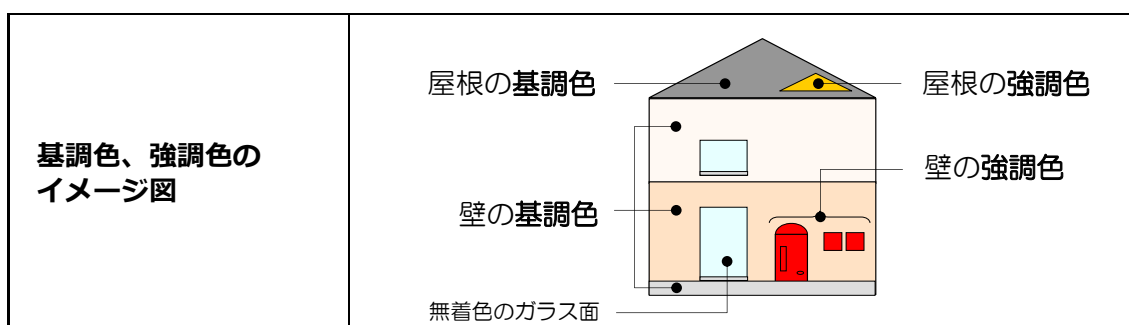 基調色、強調色の
イメージ図
屋根の基調色
屋根の強調色
壁の強調色
壁の基調色
無着色のガラス面